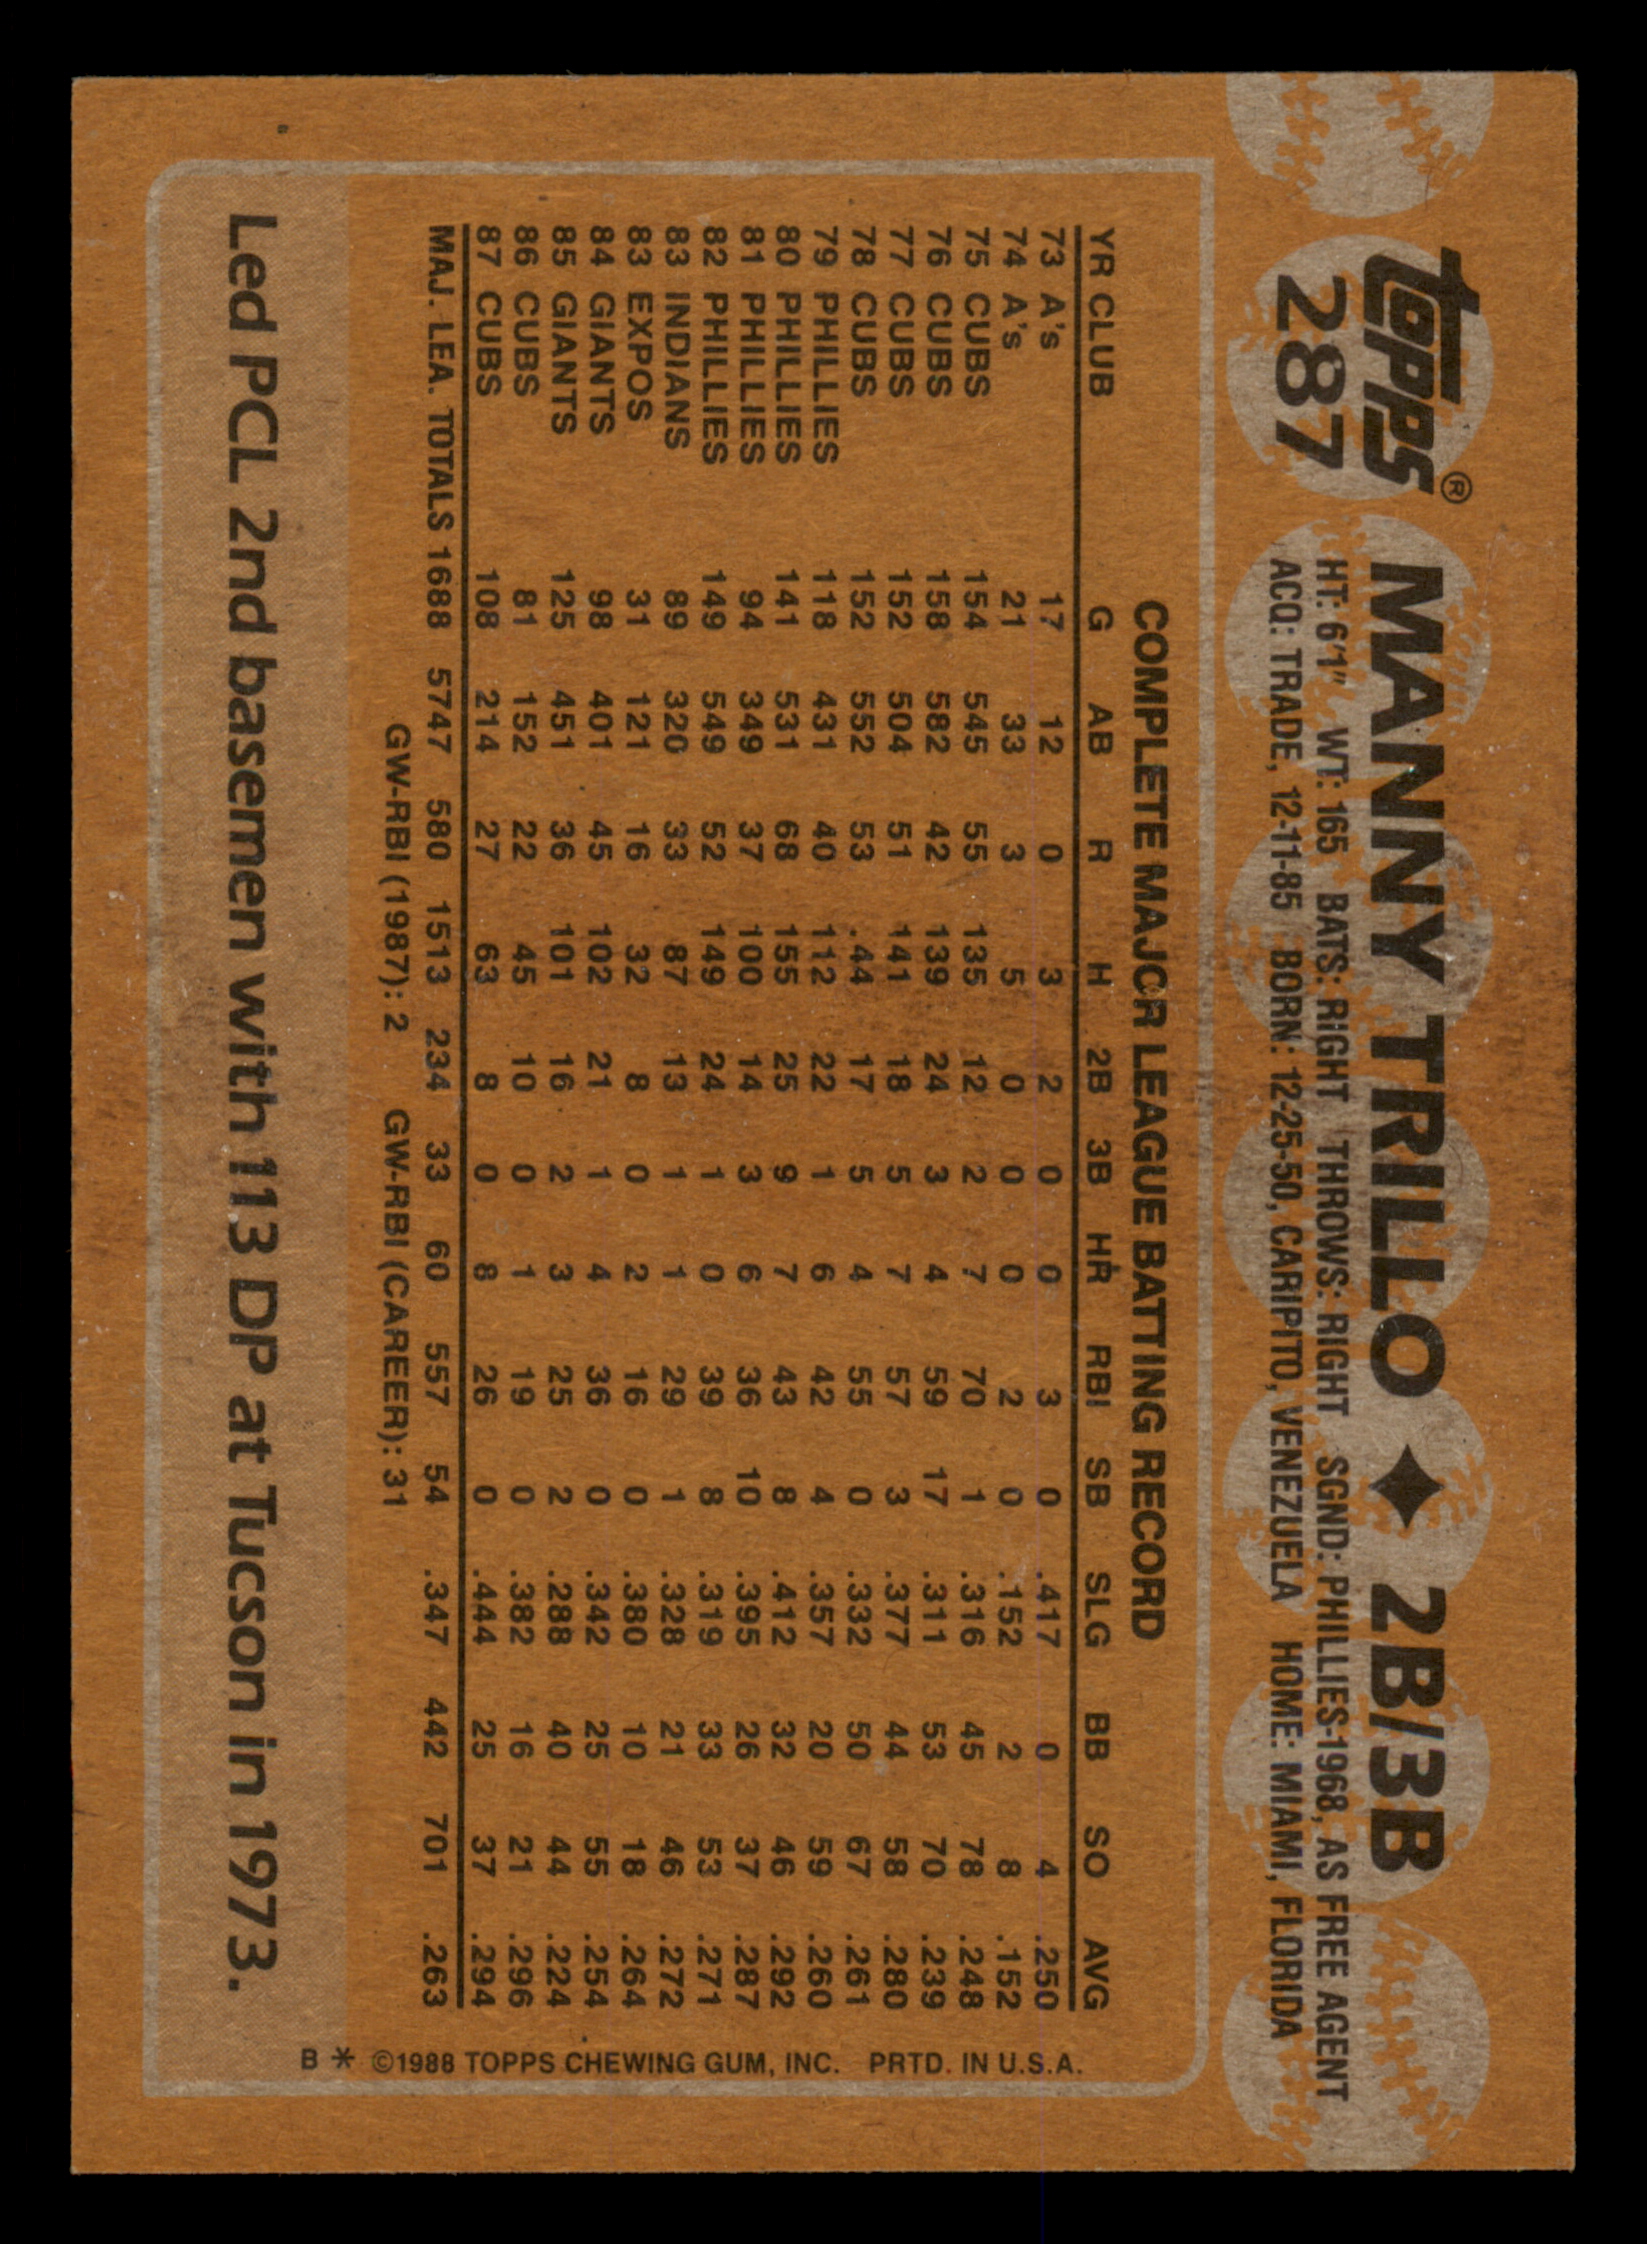 topps®
287
MANNY TRILLO ♦ 2B/3B
HT: 6'1" WT: 165 BATS: RIGHT THROWS: RIGHT SGND: PHILLIES-1968, AS FREE AGENT
ACQ: TRADE, 12-11-85 BORN: 12-25-50, CARIPITO, VENEZUELA HOME: MIAMI, FLORIDA
COMPLETE MAJOR LEAGUE BATTING RECORD
YR CLUB G AB R H 2B 3B HR RBI SB SLG BB SO AVG
73 A's 17 12 0 3 2 0 0 3 0 .417 0 4 .250
74 A's 21 33 3 5 0 0 0 2 0 .152 2 8 .152
75 CUBS 154 545 55 135 12 2 7 70 1 .316 45 78 .248
76 CUBS 158 582 42 139 24 3 4 59 17 .311 53 70 .239
77 CUBS 152 504 51 141 18 5 7 57 3 .377 44 58 .280
78 CUBS 152 552 53 .44 17 5 4 55 0 .332 50 67 .261
79 PHILLIES 118 431 40 112 22 1 6 42 4 .357 20 59 .260
80 PHILLIES 141 531 68 155 25 9 7 43 8 .412 32 46 .292
81 PHILLIES 94 349 37 100 14 3 6 36 10 .395 26 37 .287
82 PHILLIES 149 549 52 149 24 1 0 39 8 .319 33 53 .271
83 INDIANS 89 320 33 87 13 1 1 29 1 .328 21 46 .272
83 EXPOS 31 121 16 32 8 0 2 16 0 .380 10 18 .264
84 GIANTS 98 401 45 102 21 1 4 36 0 .342 25 55 .254
85 GIANTS 125 451 36 101 16 2 3 25 2 .288 40 44 .224
86 CUBS 81 152 22 45 10 0 1 19 0 .382 16 21 .296
87 CUBS 108 214 27 63 8 0 8 26 0 .444 25 37 .294
MAJ. LEA. TOTALS 1688 5747 580 1513 234 33 60 557 54 .347 442 701 .263
GW-RBI (1987): 2 GW-RBI (CAREER): 31
Led PCL 2nd basemen with 113 DP at Tucson in 1973.
B * ©1988 TOPPS CHEWING GUM, INC. PRTD. IN U.S.A.